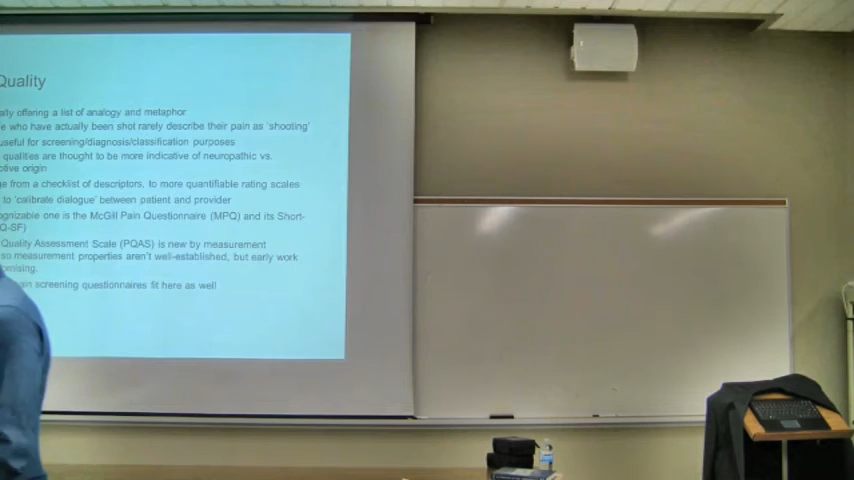 Quality
ally offering a list of analogy and metaphor
e who have actually been shot rarely describe their pain as 'shooting'
useful for screening/diagnosis/classification purposes
qualities are thought to be more indicative of neuropathic vs.
ptive origin
ge from a checklist of descriptors, to more quantifiable rating scales
to 'calibrate dialogue' between patient and provider
ognizable one is the McGill Pain Questionnaire (MPQ) and its Short-
Q-SF)
Quality Assessment Scale (PQAS) is new by measurement
so measurement properties aren't well-established, but early work
omising.
ain screening questionnaires fit here as well